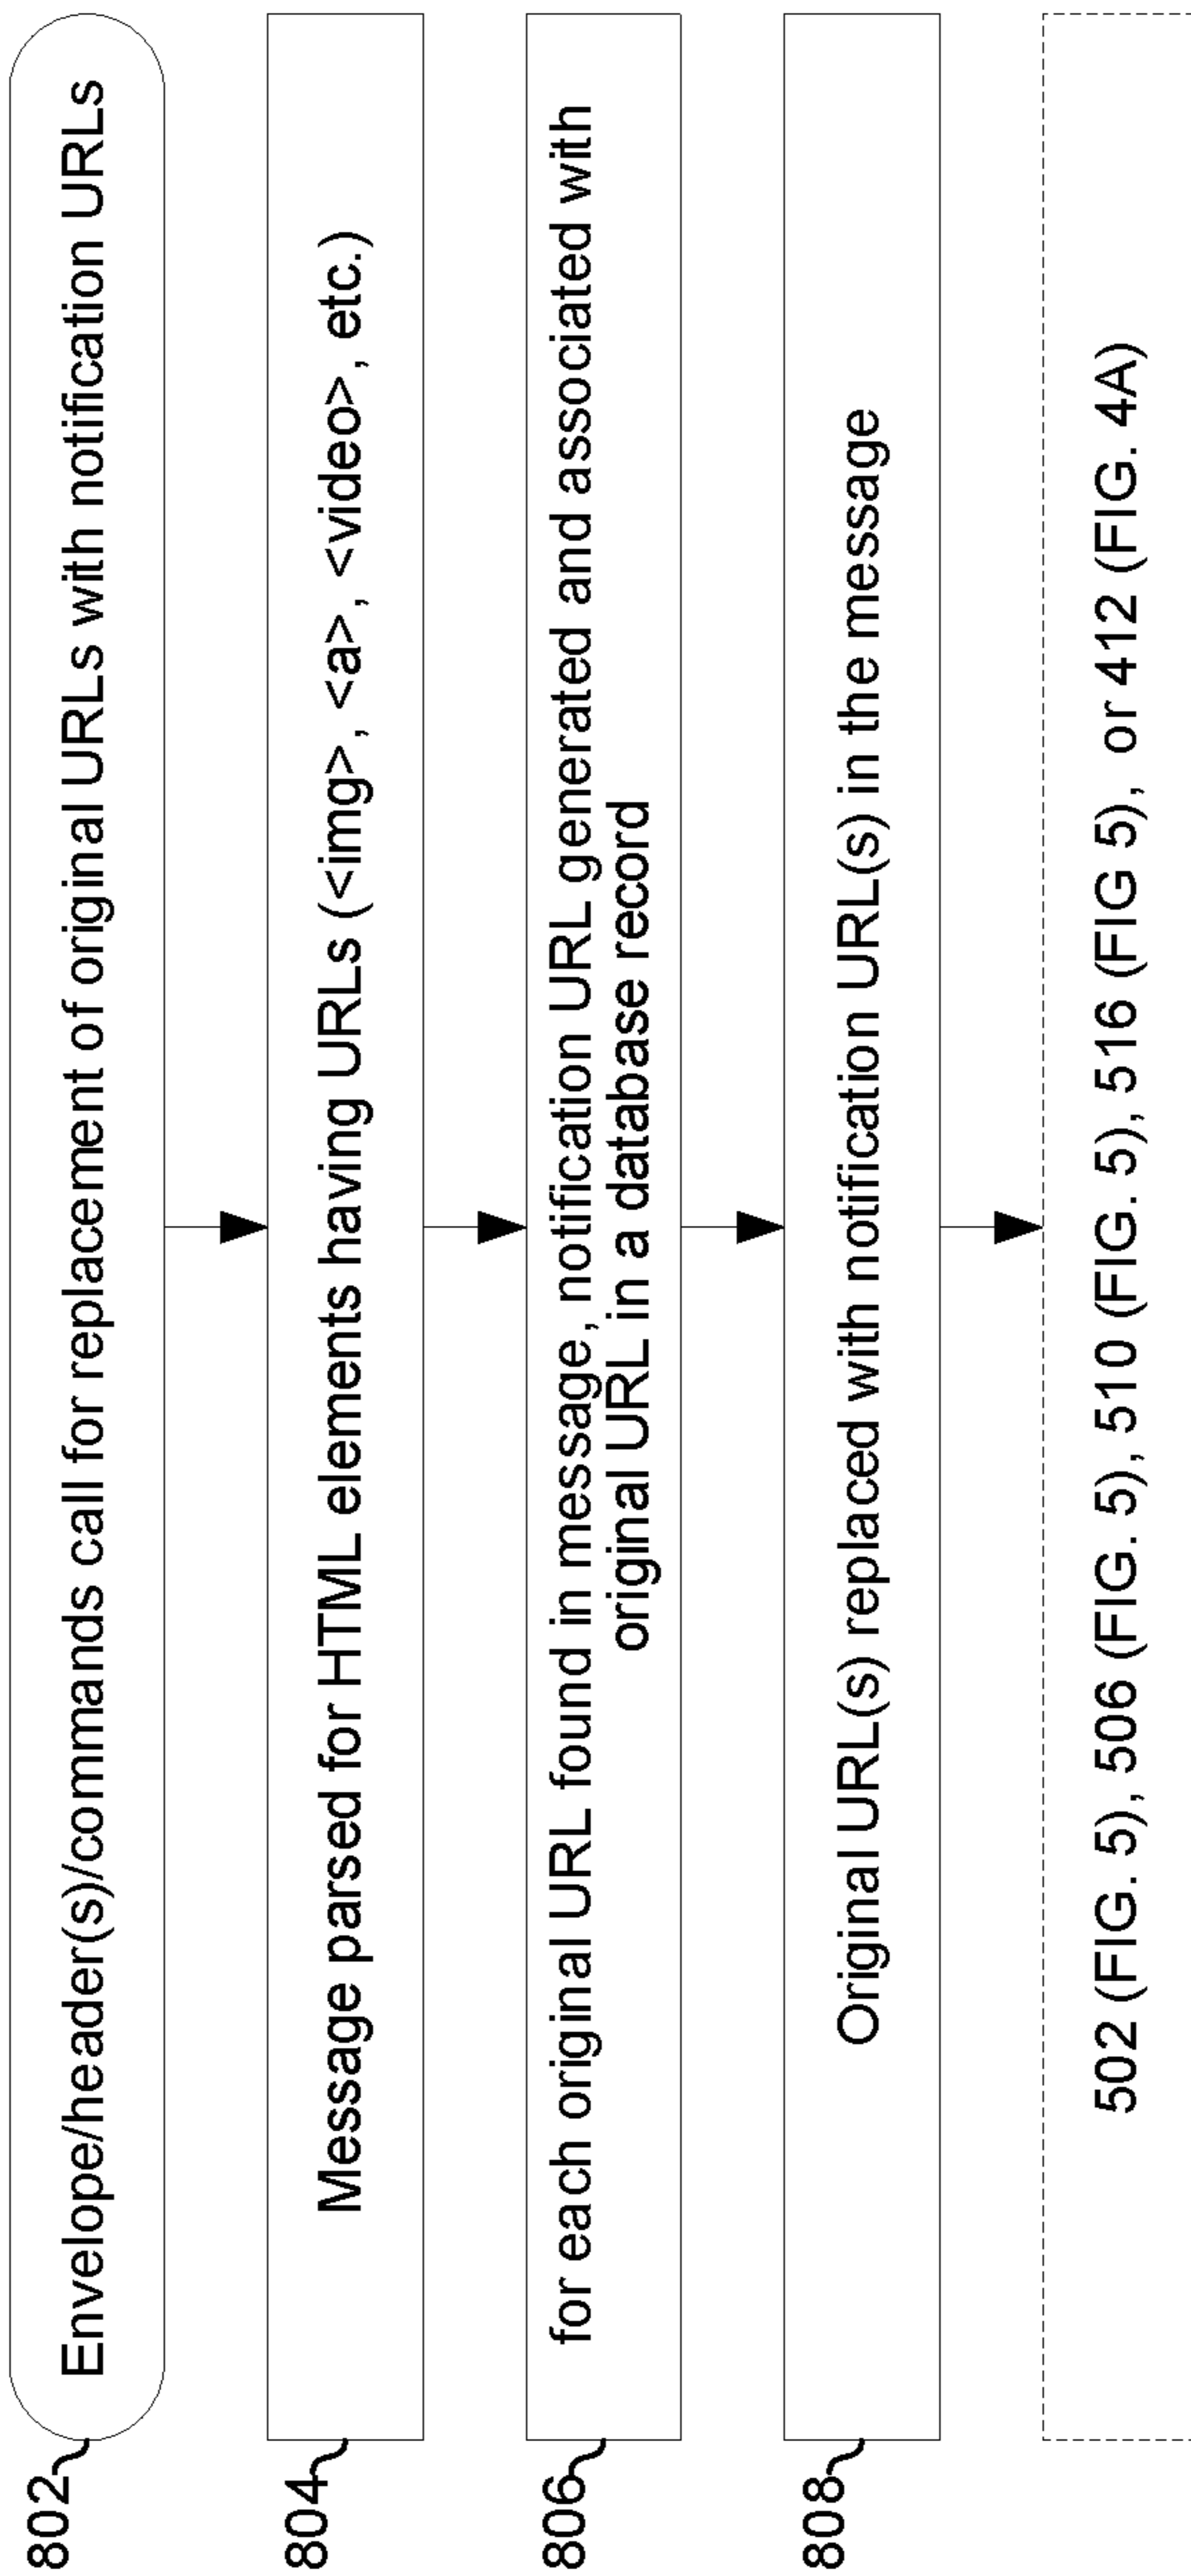 802
Envelope/header(s)/commands call for replacement of original URLs with notification URLs
804
Message parsed for HTML elements having URLs (<img>, <a>, <video>, etc.)
806
for each original URL found in message, notification URL generated and associated with
original URL in a database record
808
Original URL(s) replaced with notification URL(s) in the message
502 (FIG. 5), 506 (FIG. 5), 510 (FIG. 5), 516 (FIG 5), or 412 (FIG. 4A)